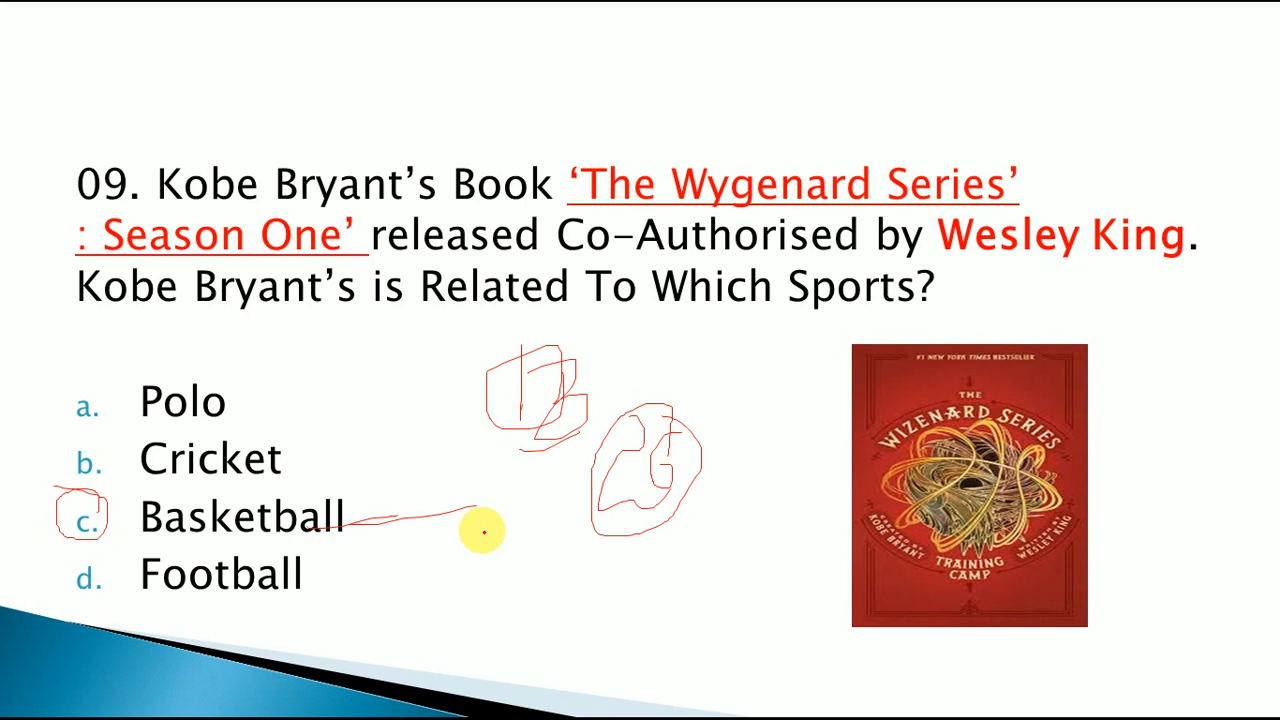 09. Kobe Bryant’s Book ‘The Wygenard Series’
: Season One’ released Co-Authorised by Wesley King.
Kobe Bryant’s is Related To Which Sports?
a. Polo
b. Cricket
c. Basketball
d. Football
#1 NEW YORK TIMES BESTSELLER
THE
WIZENARD SERIES
CREATED BY
KOBE BRYANT
WRITTEN BY
WESLEY KING
TRAINING
CAMP